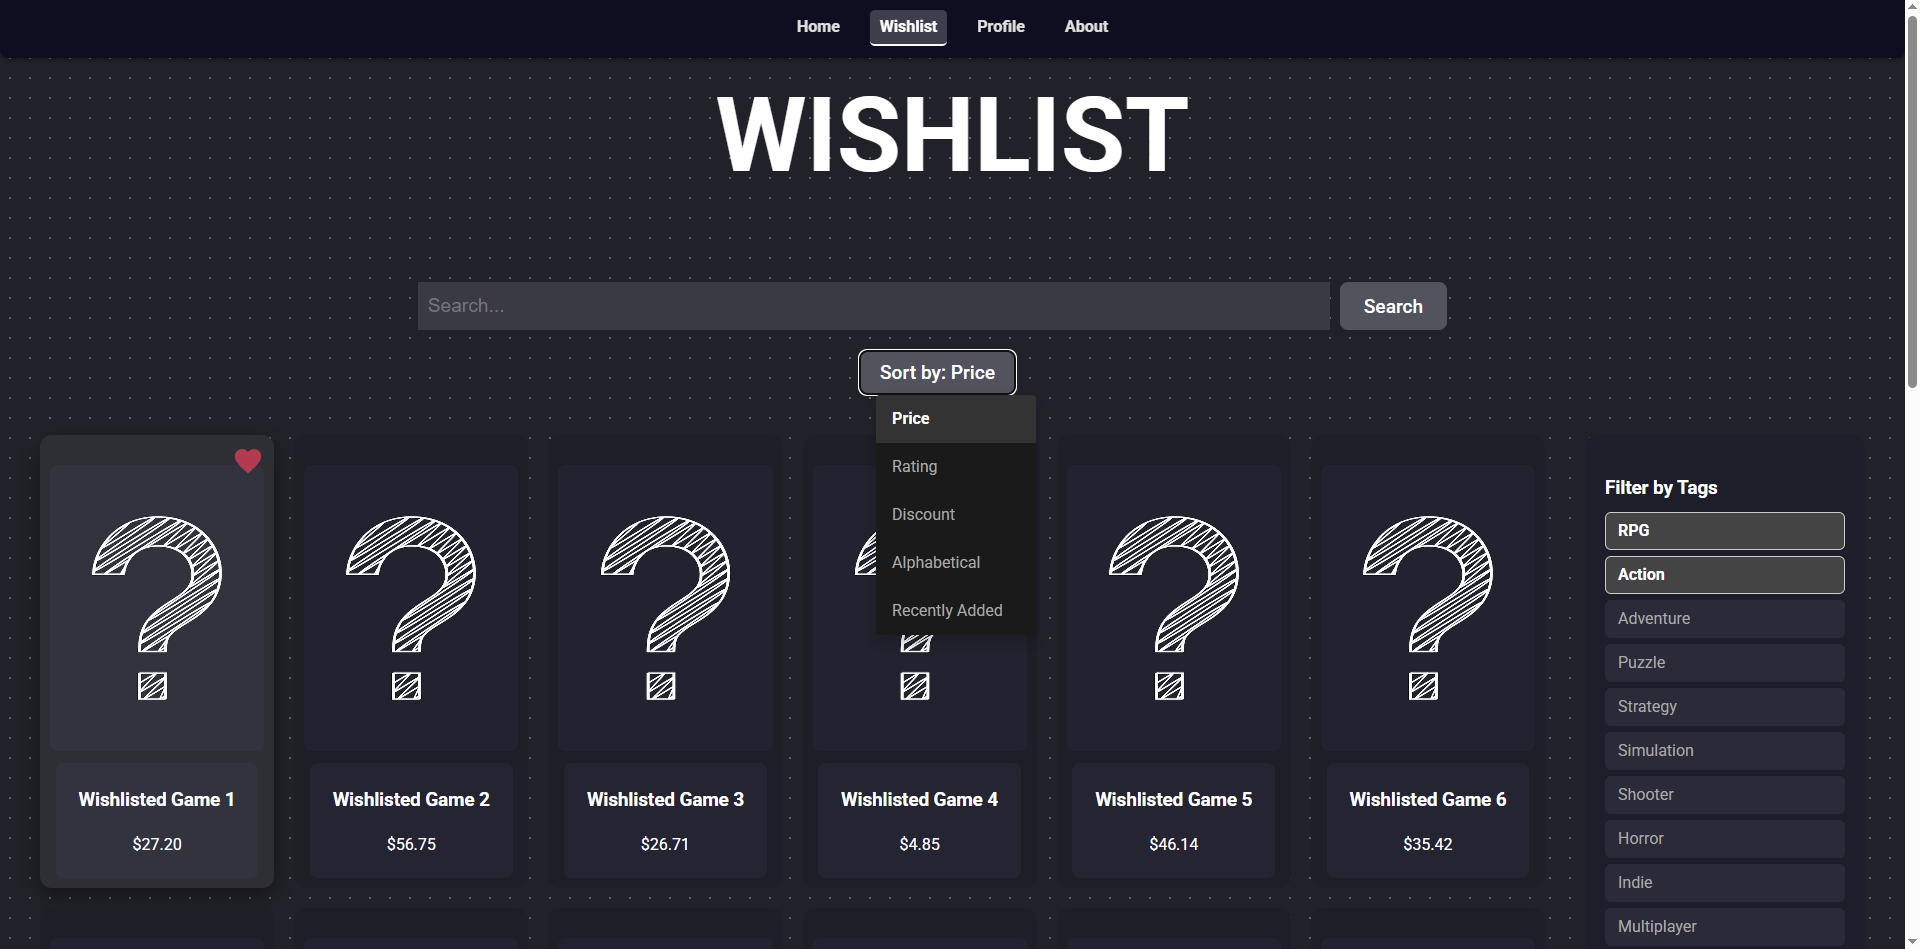 Home
Wishlist
Profile
About
WISHLIST
Search...
Search
Sort by: Price
Price
Rating
Discount
Alphabetical
Recently Added
Wishlisted Game 1
$27.20
Wishlisted Game 2
$56.75
Wishlisted Game 3
$26.71
Wishlisted Game 4
$4.85
Wishlisted Game 5
$46.14
Wishlisted Game 6
$35.42
Filter by Tags
RPG
Action
Adventure
Puzzle
Strategy
Simulation
Shooter
Horror
Indie
Multiplayer